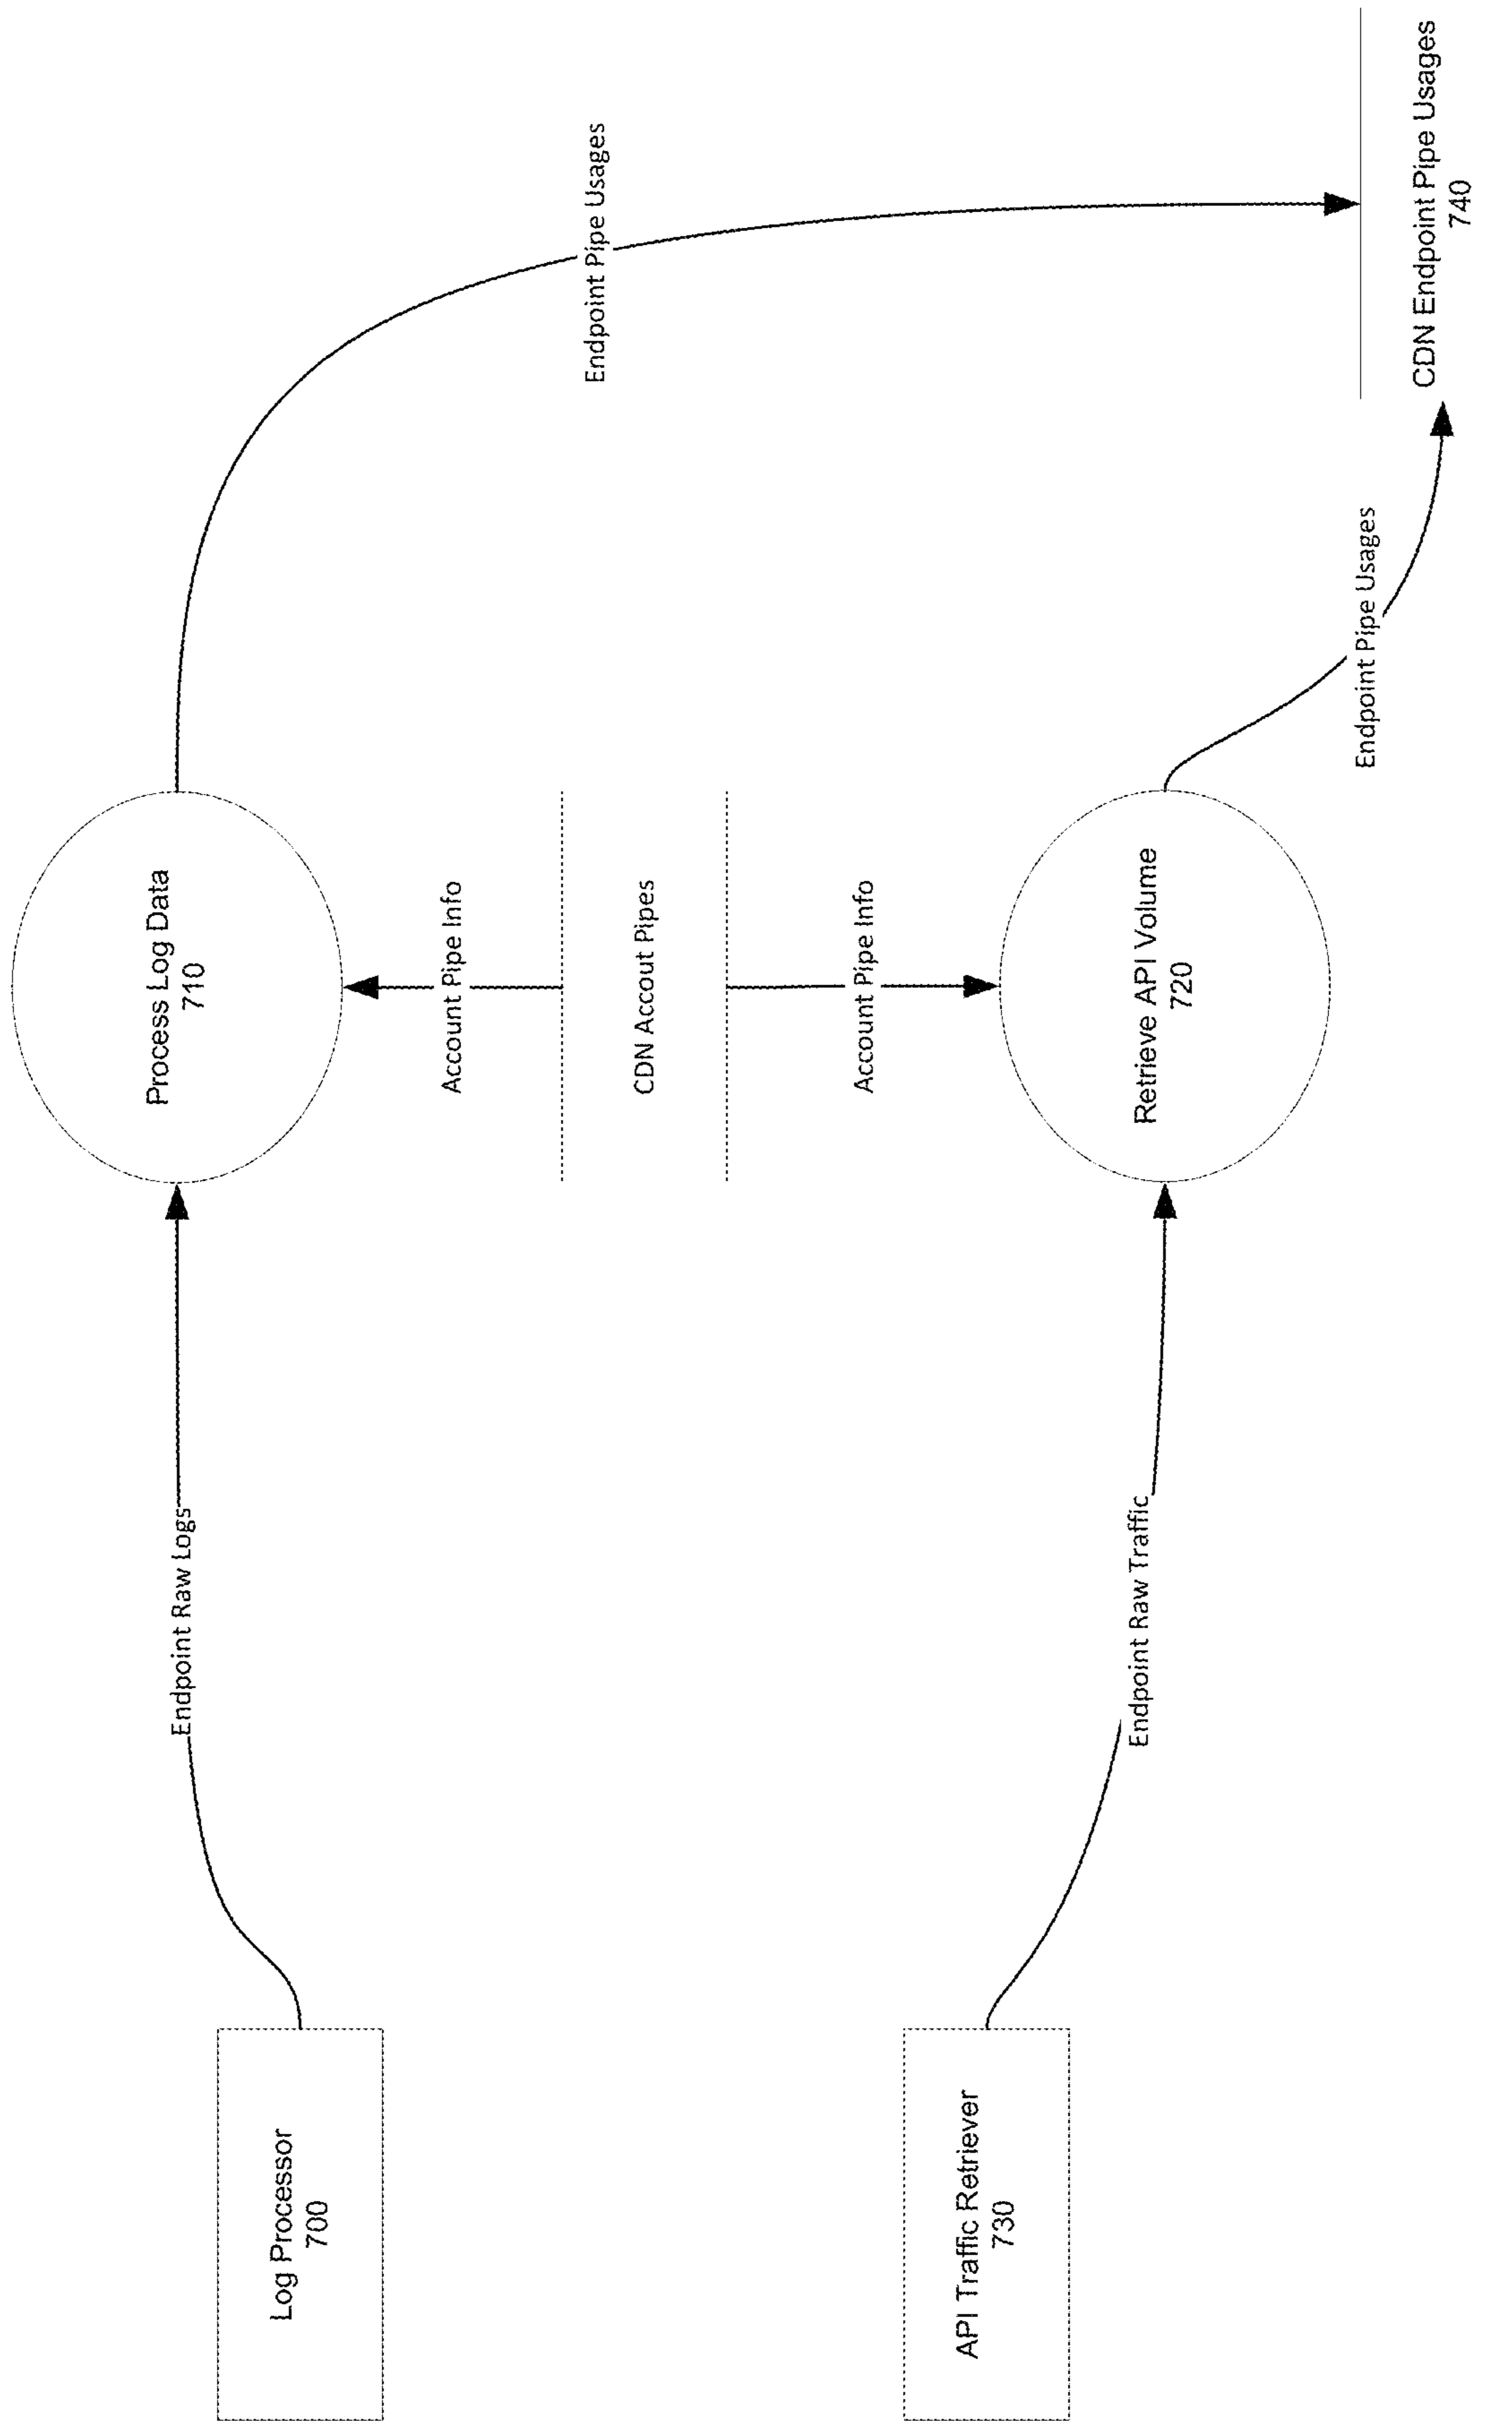 Log Processor
700
Endpoint Raw Logs
Process Log Data
710
Endpoint Pipe Usages
Account Pipe Info
CDN Accout Pipes
Account Pipe Info
API Traffic Retriever
730
Endpoint Raw Traffic
Retrieve API Volume
720
Endpoint Pipe Usages
CDN Endpoint Pipe Usages
740